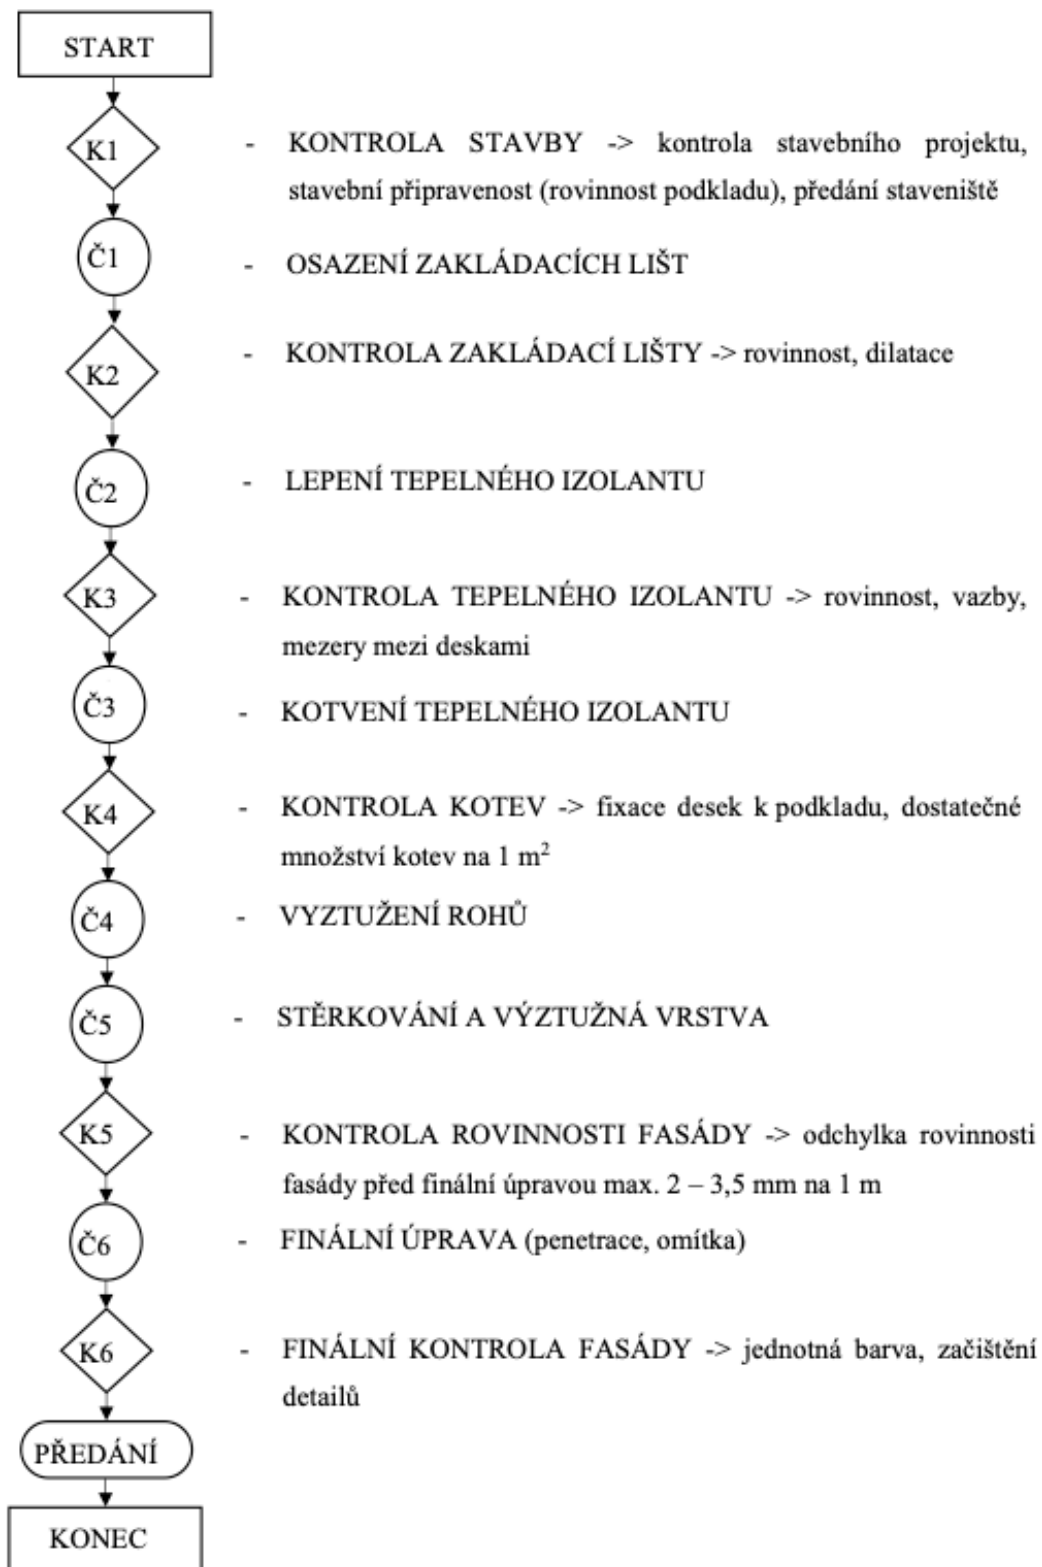 START
K1
- KONTROLA STAVBY -> kontrola stavebního projektu,
stavební připravenost (rovinnost podkladu), předání staveniště
Č1
- OSAZENÍ ZAKLÁDACÍCH LIŠT
K2
- KONTROLA ZAKLÁDACÍ LIŠTY -> rovinnost, dilatace
Č2
- LEPENÍ TEPELNÉHO IZOLANTU
K3
- KONTROLA TEPELNÉHO IZOLANTU -> rovinnost, vazby,
mezery mezi deskami
Č3
- KOTVENÍ TEPELNÉHO IZOLANTU
K4
- KONTROLA KOTEV -> fixace desek k podkladu, dostatečné
množství kotev na 1 m²
Č4
- VYZTUŽENÍ ROHŮ
Č5
- STĚRKOVÁNÍ A VÝZTUŽNÁ VRSTVA
K5
- KONTROLA ROVINNOSTI FASÁDY -> odchylka rovinnosti
fasády před finální úpravou max. 2 – 3,5 mm na 1 m
Č6
- FINÁLNÍ ÚPRAVA (penetrace, omítka)
K6
- FINÁLNÍ KONTROLA FASÁDY -> jednotná barva, začištění
detailů
PŘEDÁNÍ
KONEC